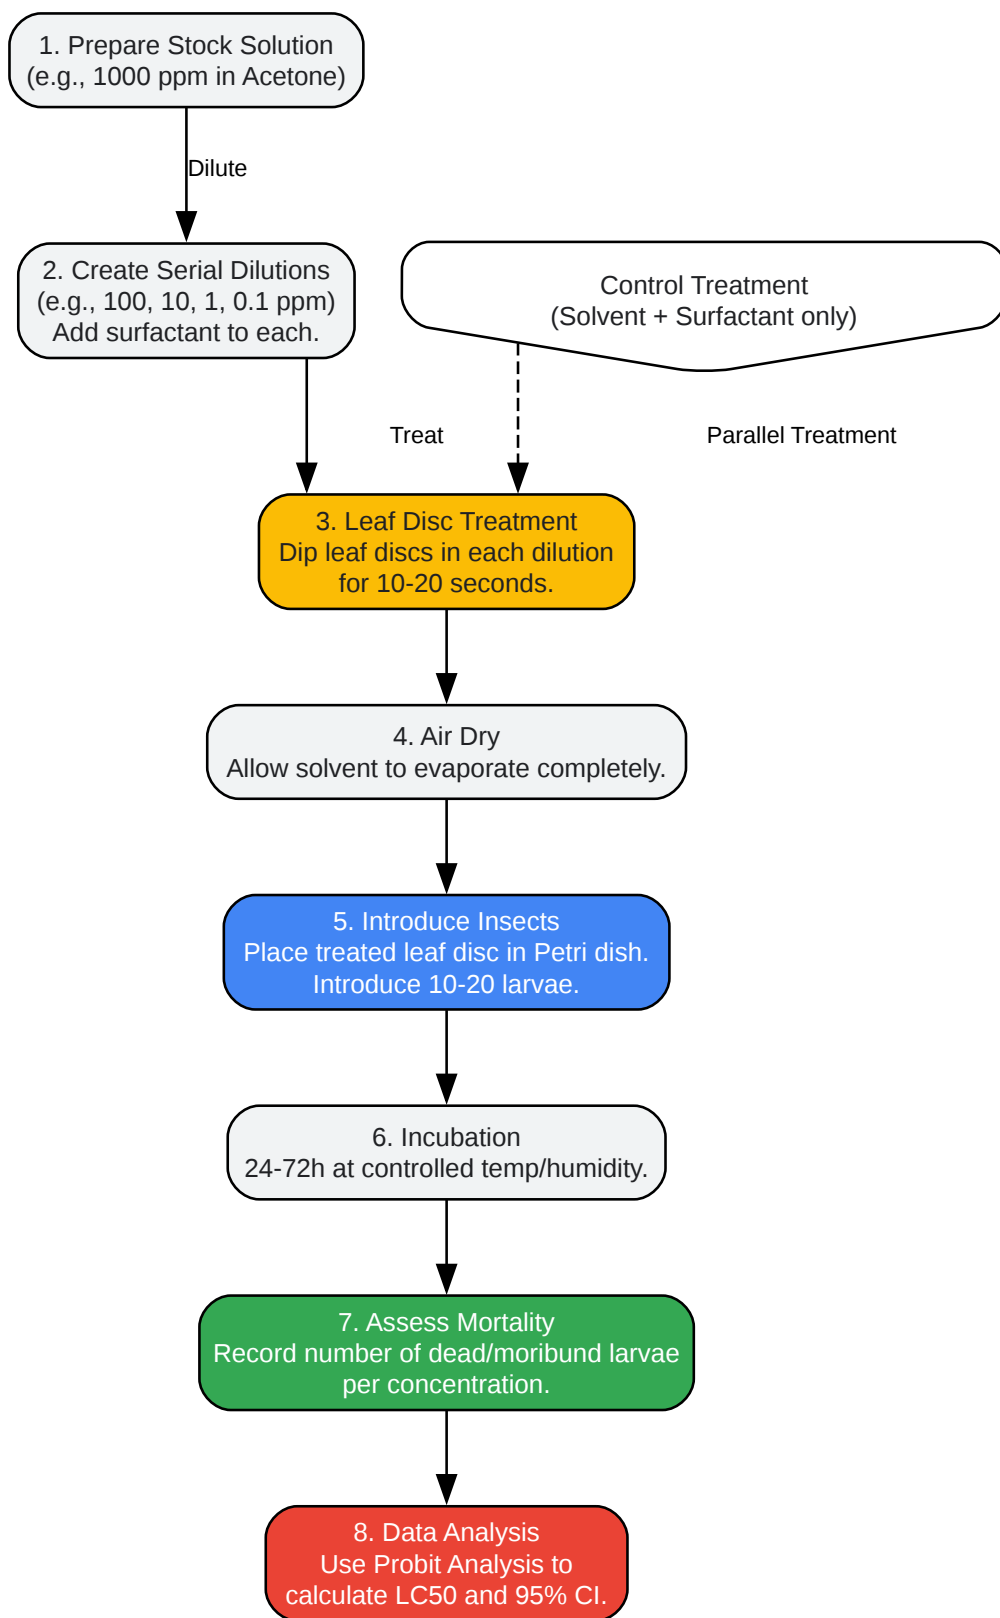 1. Prepare Stock Solution
(e.g., 1000 ppm in Acetone)
Dilute
2. Create Serial Dilutions
(e.g., 100, 10, 1, 0.1 ppm)
Add surfactant to each.
Control Treatment
(Solvent + Surfactant only)
Treat
Parallel Treatment
3. Leaf Disc Treatment
Dip leaf discs in each dilution
for 10-20 seconds.
4. Air Dry
Allow solvent to evaporate completely.
5. Introduce Insects
Place treated leaf disc in Petri dish.
Introduce 10-20 larvae.
6. Incubation
24-72h at controlled temp/humidity.
7. Assess Mortality
Record number of dead/moribund larvae
per concentration.
8. Data Analysis
Use Probit Analysis to
calculate LC50 and 95% CI.